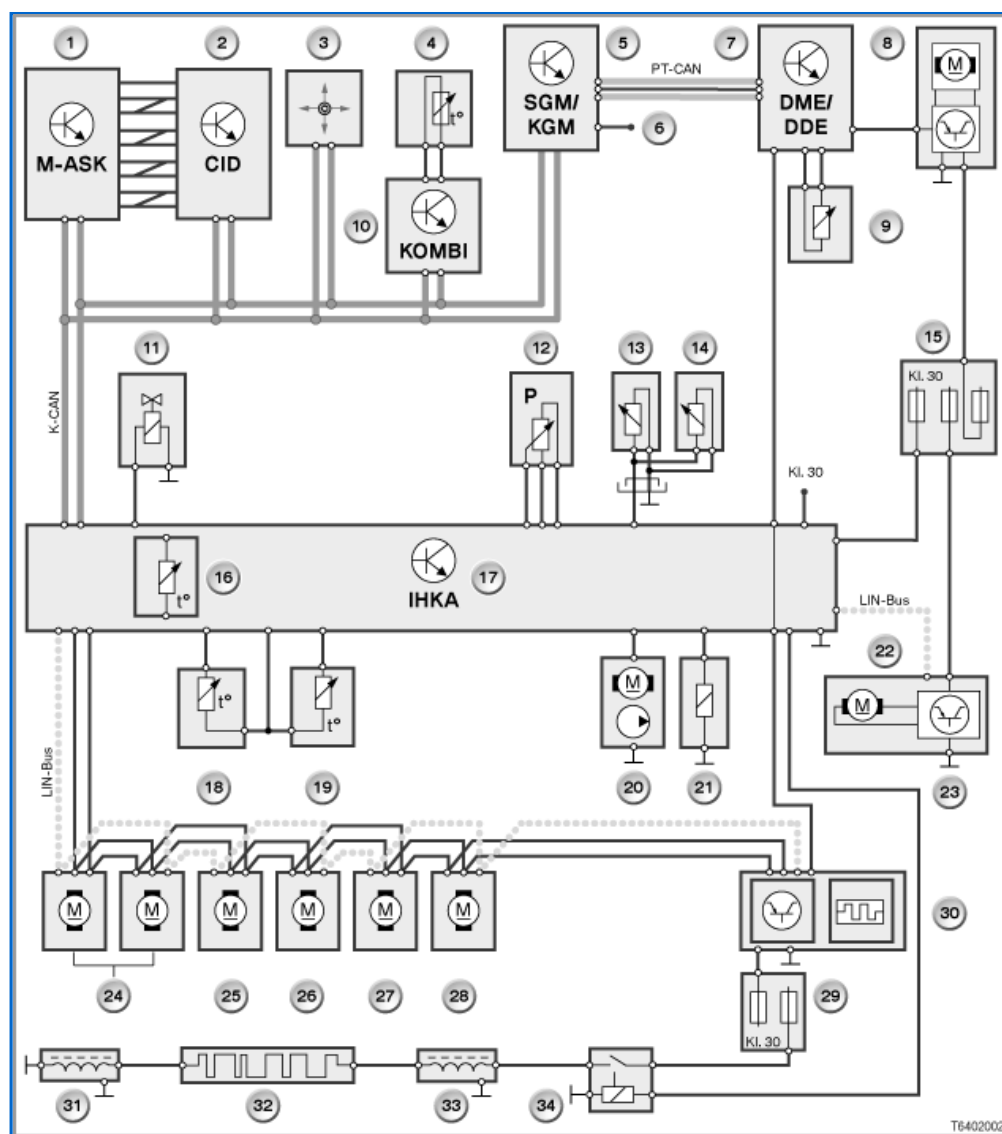 1 2 3 4 5 7 8
PT-CAN
M-ASK CID t° SGM/ KGM DME/ DDE M
6
10 KOMBI 9
11 12 13 14 15
P Kl. 30
K-CAN
Kl. 30
16 t° IHKA 17
LIN-Bus
22
t° t° M M
LIN-Bus
18 19 20 21 23
M M M M M M
30
24 25 26 27 28 29
Kl. 30
31 32 33 34
T6402002